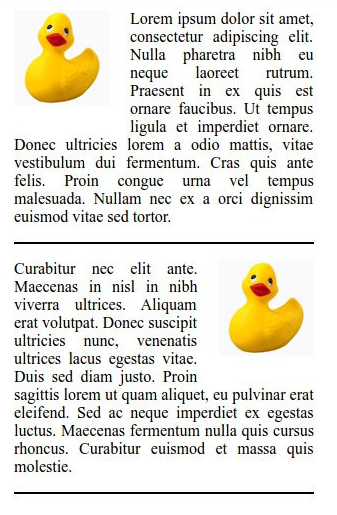 Lorem ipsum dolor sit amet,
consectetur adipiscing elit.
Nulla pharetra nibh eu
neque laoreet rutrum.
Praesent in ex quis est
ornare faucibus. Ut tempus
ligula et imperdiet ornare.
Donec ultricies lorem a odio mattis, vitae
vestibulum dui fermentum. Cras quis ante
felis. Proin congue urna vel tempus
malesuada. Nullam nec ex a orci dignissim
euismod vitae sed tortor.
Curabitur nec elit ante.
Maecenas in nisl in nibh
viverra ultrices. Aliquam
erat volutpat. Donec suscipit
ultricies nunc, venenatis
ultrices lacus egestas vitae.
Duis sed diam justo. Proin
sagittis lorem ut quam aliquet, eu pulvinar erat
eleifend. Sed ac neque imperdiet ex egestas
luctus. Maecenas fermentum nulla quis cursus
rhoncus. Curabitur euismod et massa quis
molestie.